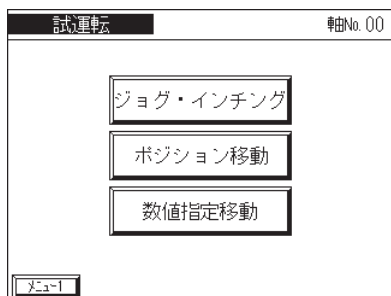 試運転
軸No. 00
ジョグ・インチング
ポジション移動
数値指定移動
ﾒﾆｭｰ1